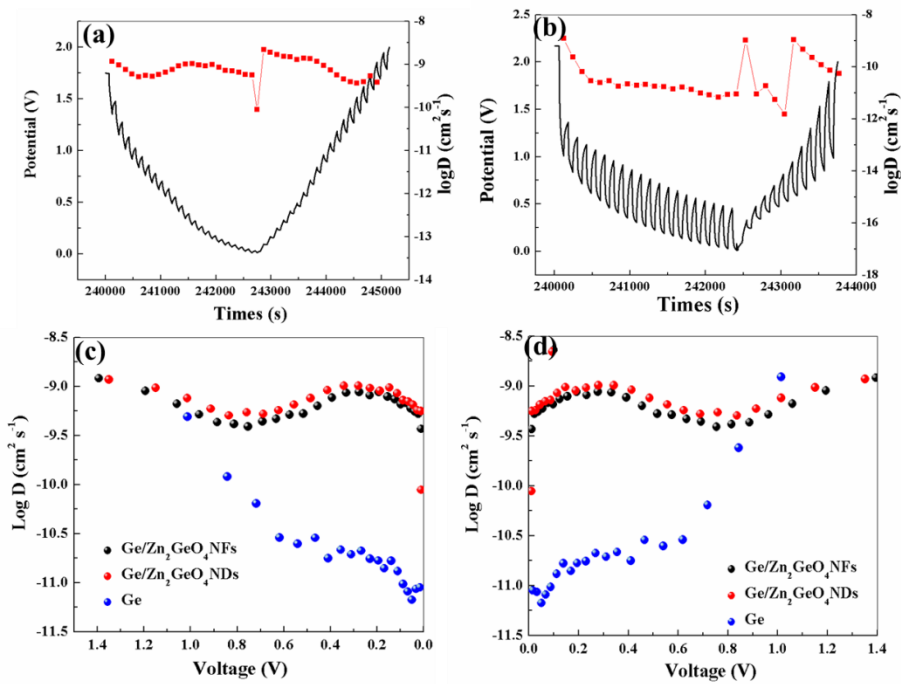 (a)
Potential (V)
2.0
1.5
1.0
0.5
0.0
-8
-9
-10
-11
-12
-13
-14
logD (cm²s⁻¹)
240000 241000 242000 243000 244000 245000
Times (s)
(b)
Potential (V)
2.5
2.0
1.5
1.0
0.5
0.0
-8
-10
-12
-14
-16
-18
logD (cm²s⁻¹)
240000 241000 242000 243000 244000
Times (s)
(c)
Log D (cm² s⁻¹)
-8.5
-9.0
-9.5
-10.0
-10.5
-11.0
-11.5
Ge/Zn₂GeO₄NFs
Ge/Zn₂GeO₄NDs
Ge
1.4 1.2 1.0 0.8 0.6 0.4 0.2 0.0
Voltage (V)
(d)
Log D (cm² s⁻¹)
-8.5
-9.0
-9.5
-10.0
-10.5
-11.0
-11.5
Ge/Zn₂GeO₄NFs
Ge/Zn₂GeO₄NDs
Ge
0.0 0.2 0.4 0.6 0.8 1.0 1.2 1.4
Voltage (V)